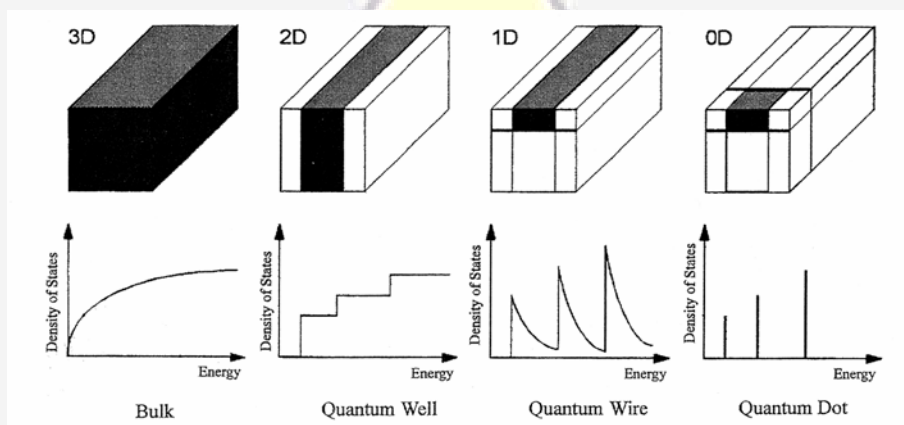 3D
2D
1D
0D
Density of States
Energy
Density of States
Energy
Density of States
Energy
Density of States
Energy
Bulk
Quantum Well
Quantum Wire
Quantum Dot